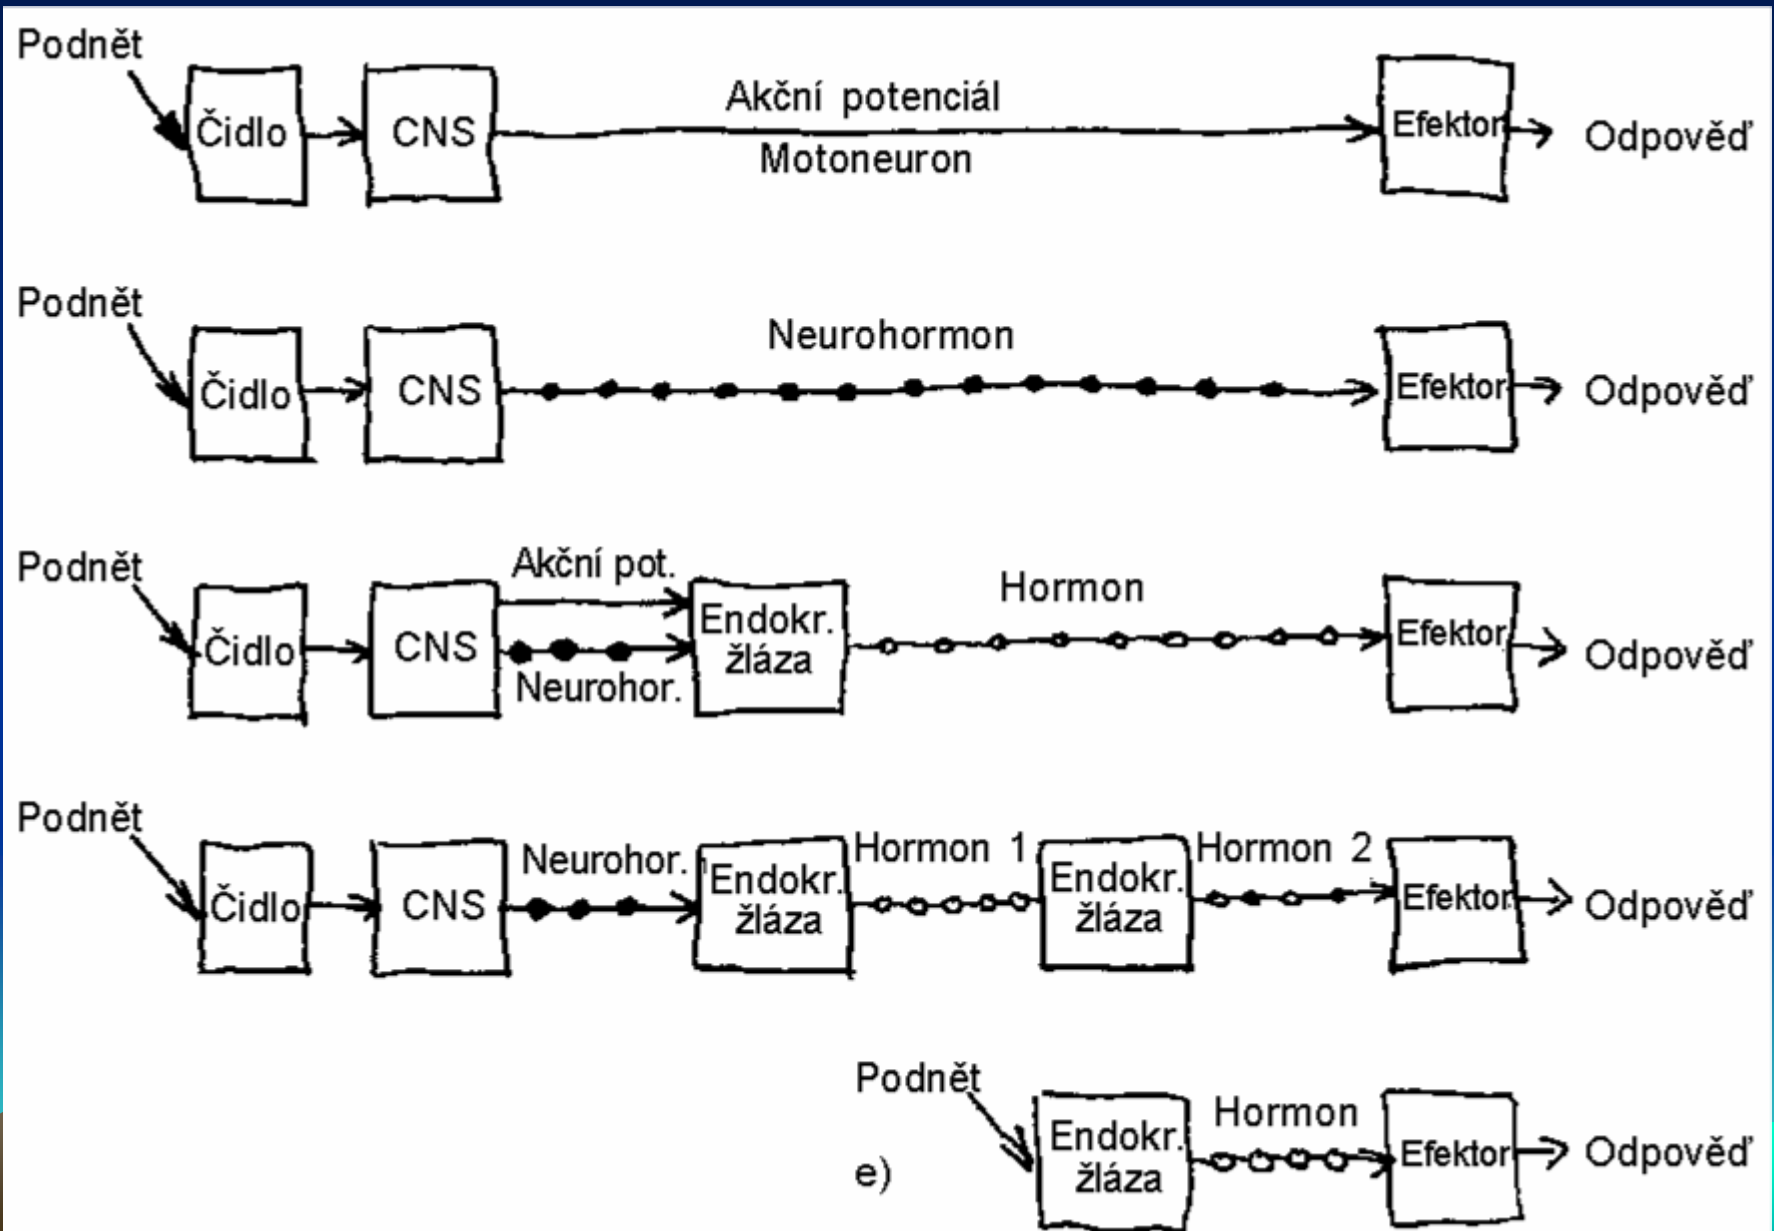 Podnět
Čidlo
CNS
Akční potenciál
Motoneuron
Efektor
Odpověď
Podnět
Čidlo
CNS
Neurohormon
Efektor
Odpověď
Podnět
Čidlo
CNS
Akční pot.
Neurohor.
Endokr.
žláza
Hormon
Efektor
Odpověď
Podnět
Čidlo
CNS
Neurohor.
Endokr.
žláza
Hormon 1
Endokr.
žláza
Hormon 2
Efektor
Odpověď
e)
Podnět
Endokr.
žláza
Hormon
Efektor
Odpověď